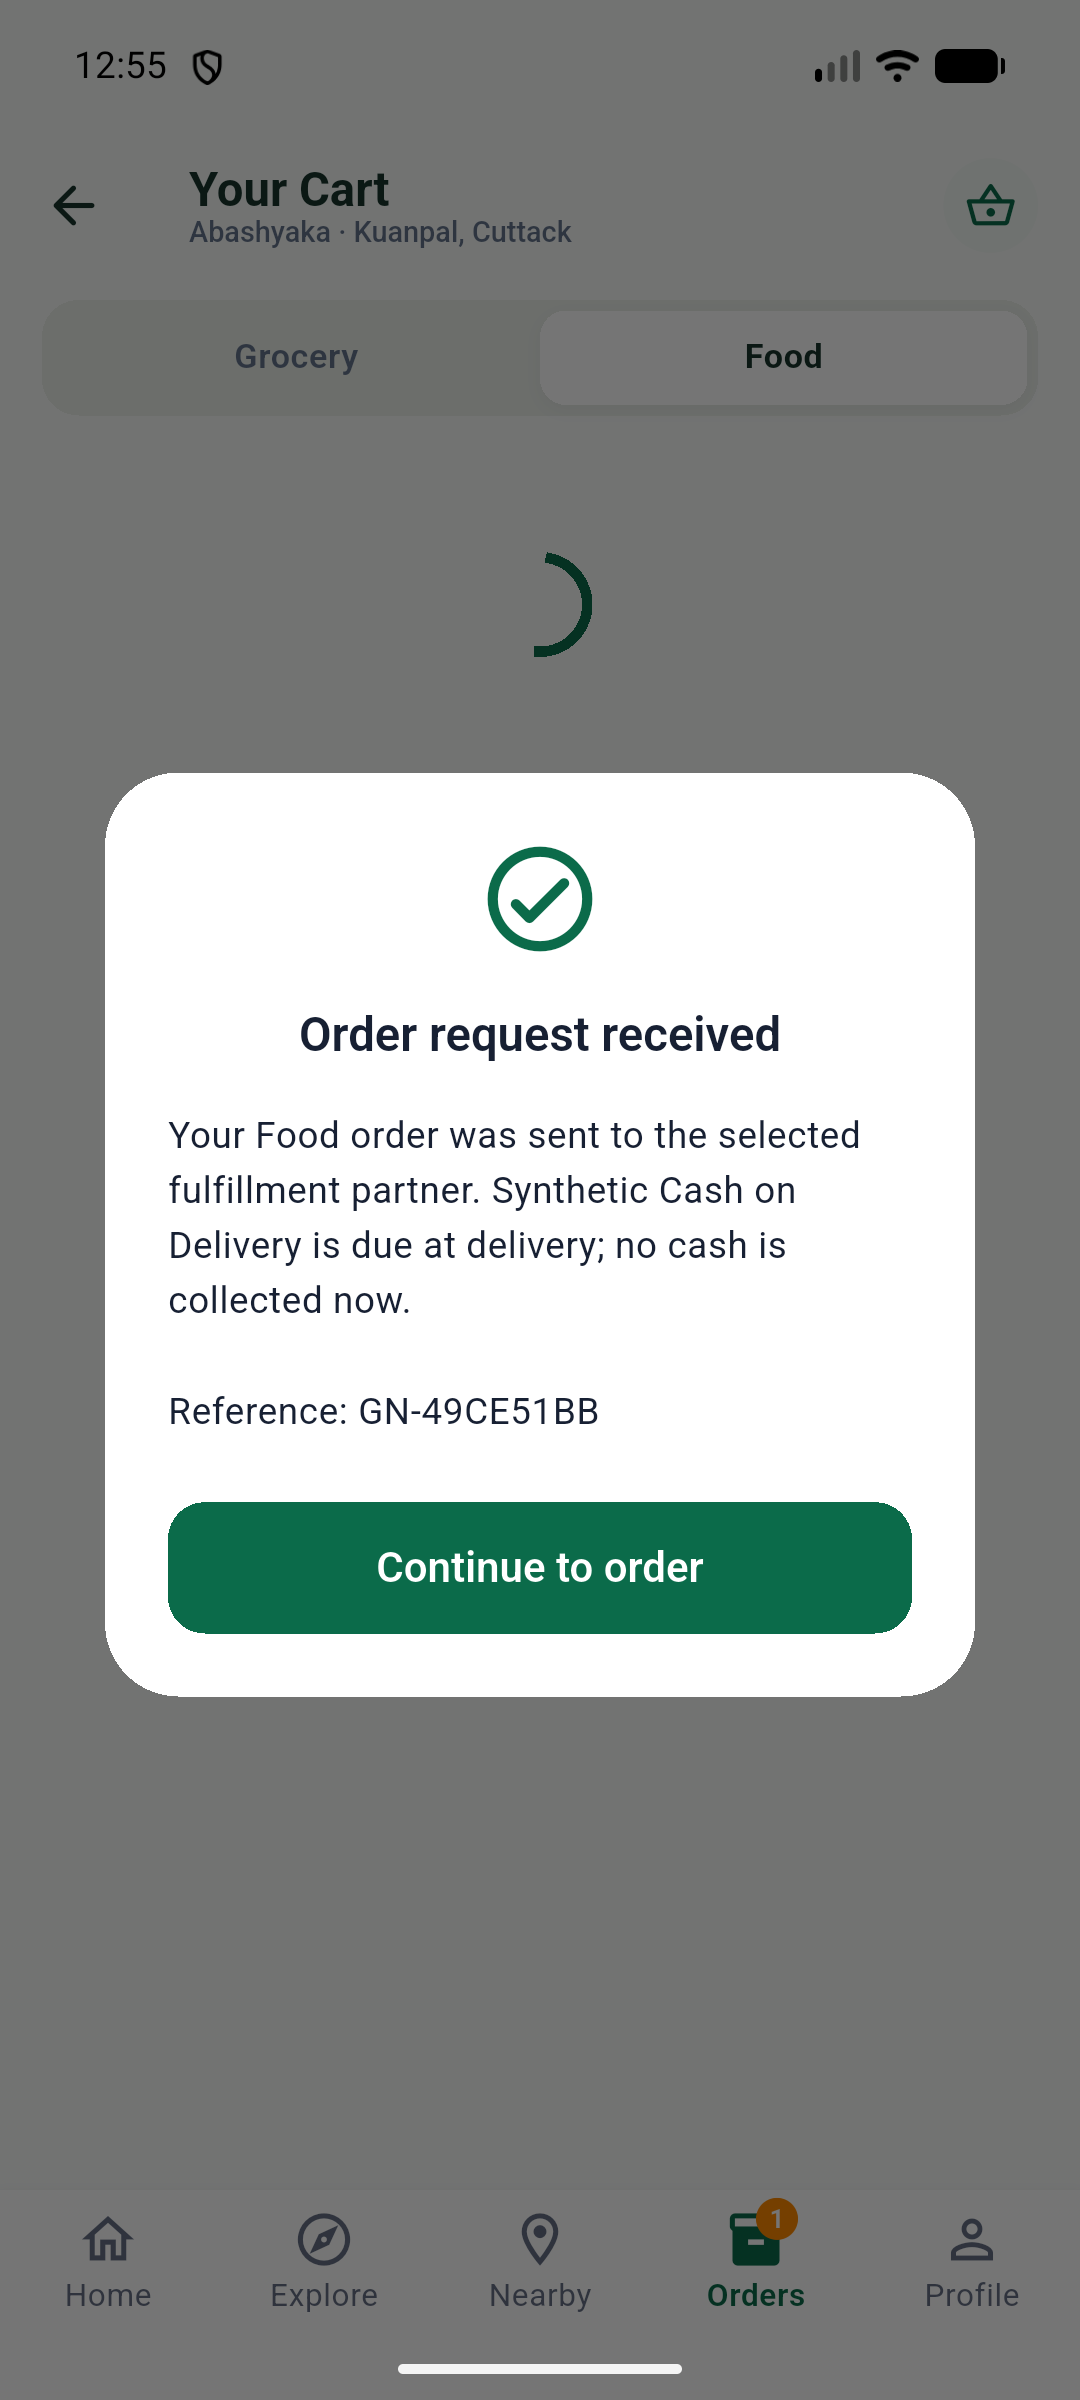 12:55
Your Cart
Abashyaka · Kuanpal, Cuttack
Grocery
Food
Order request received
Your Food order was sent to the selected
fulfillment partner. Synthetic Cash on
Delivery is due at delivery; no cash is
collected now.
Reference: GN-49CE51BB
Continue to order
1
Home
Explore
Nearby
Orders
Profile